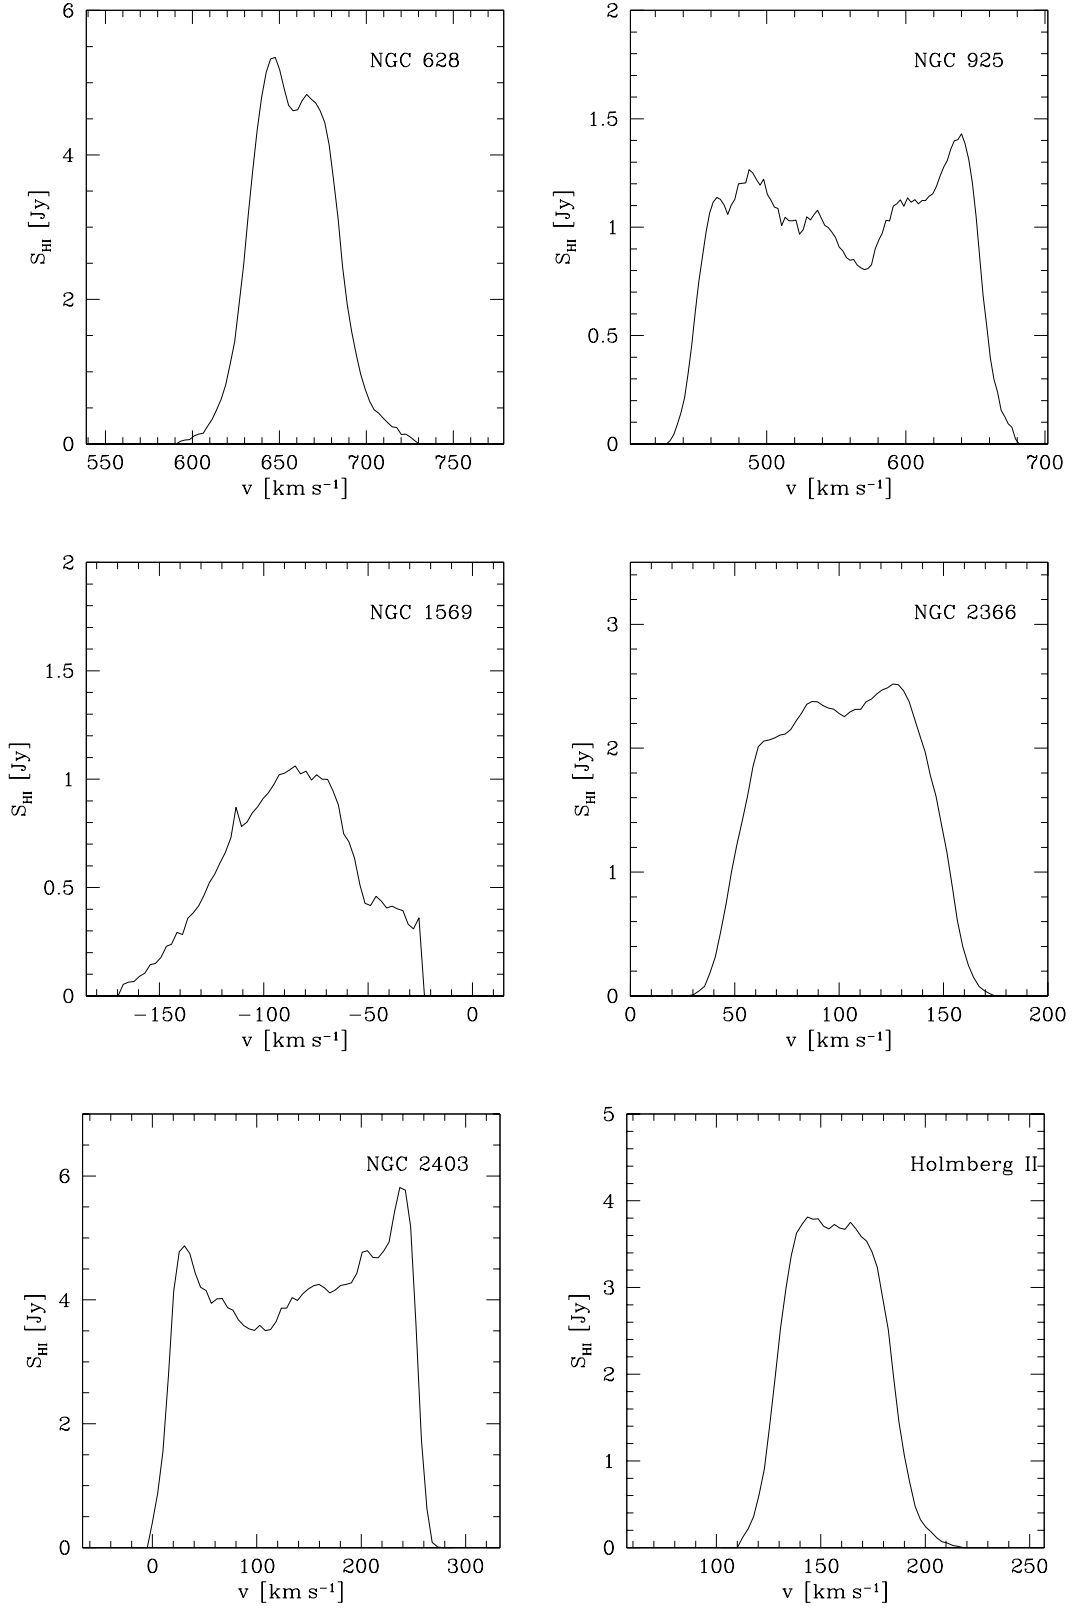 NGC 628
S_HI [Jy]
6
4
2
0
550 600 650 700 750
v [km s⁻¹]
NGC 925
S_HI [Jy]
2
1.5
1
0.5
0
500 600 700
v [km s⁻¹]
NGC 1569
S_HI [Jy]
2
1.5
1
0.5
0
−150 −100 −50 0
v [km s⁻¹]
NGC 2366
S_HI [Jy]
3
2
1
0
0 50 100 150 200
v [km s⁻¹]
NGC 2403
S_HI [Jy]
6
4
2
0
0 100 200 300
v [km s⁻¹]
Holmberg II
S_HI [Jy]
5
4
3
2
1
0
100 150 200 250
v [km s⁻¹]